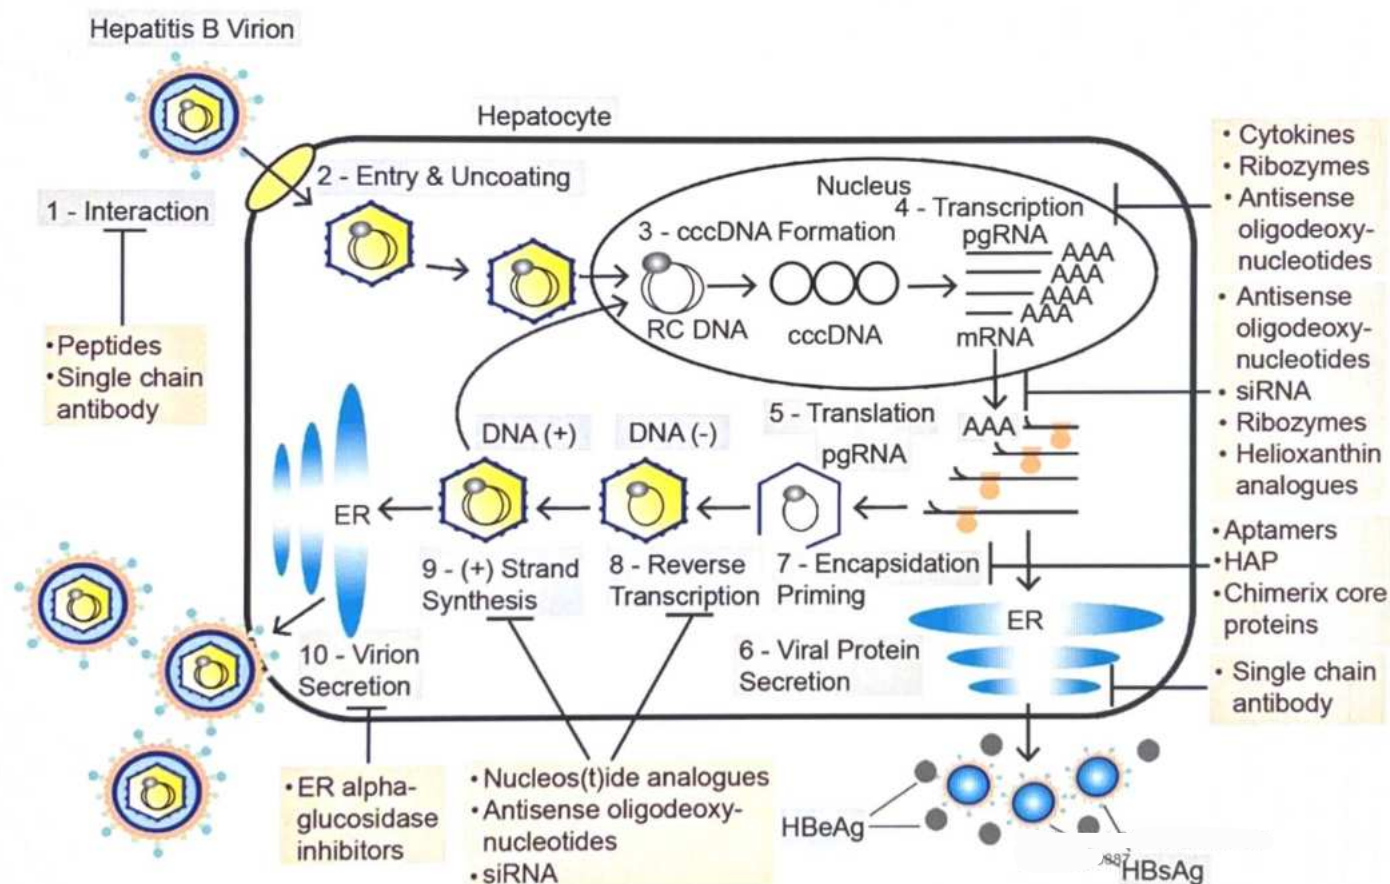 Hepatitis B Virion
Hepatocyte
1 - Interaction
• Peptides
• Single chain
antibody
2 - Entry & Uncoating
Nucleus
3 - cccDNA Formation
RC DNA
cccDNA
4 - Transcription
pgRNA
AAA
AAA
AAA
AAA
mRNA
• Cytokines
• Ribozymes
• Antisense
oligodeoxy-
nucleotides
• Antisense
oligodeoxy-
nucleotides
• siRNA
• Ribozymes
• Helioxanthin
analogues
5 - Translation
AAA
pgRNA
DNA (-)
DNA (+)
ER
7 - Encapsidation
Priming
• Aptamers
• HAP
• Chimerix core
proteins
8 - Reverse
Transcription
9 - (+) Strand
Synthesis
ER
6 - Viral Protein
Secretion
• Single chain
antibody
10 - Virion
Secretion
• ER alpha-
glucosidase
inhibitors
• Nucleos(t)ide analogues
• Antisense oligodeoxy-
nucleotides
• siRNA
HBeAg
HBsAg